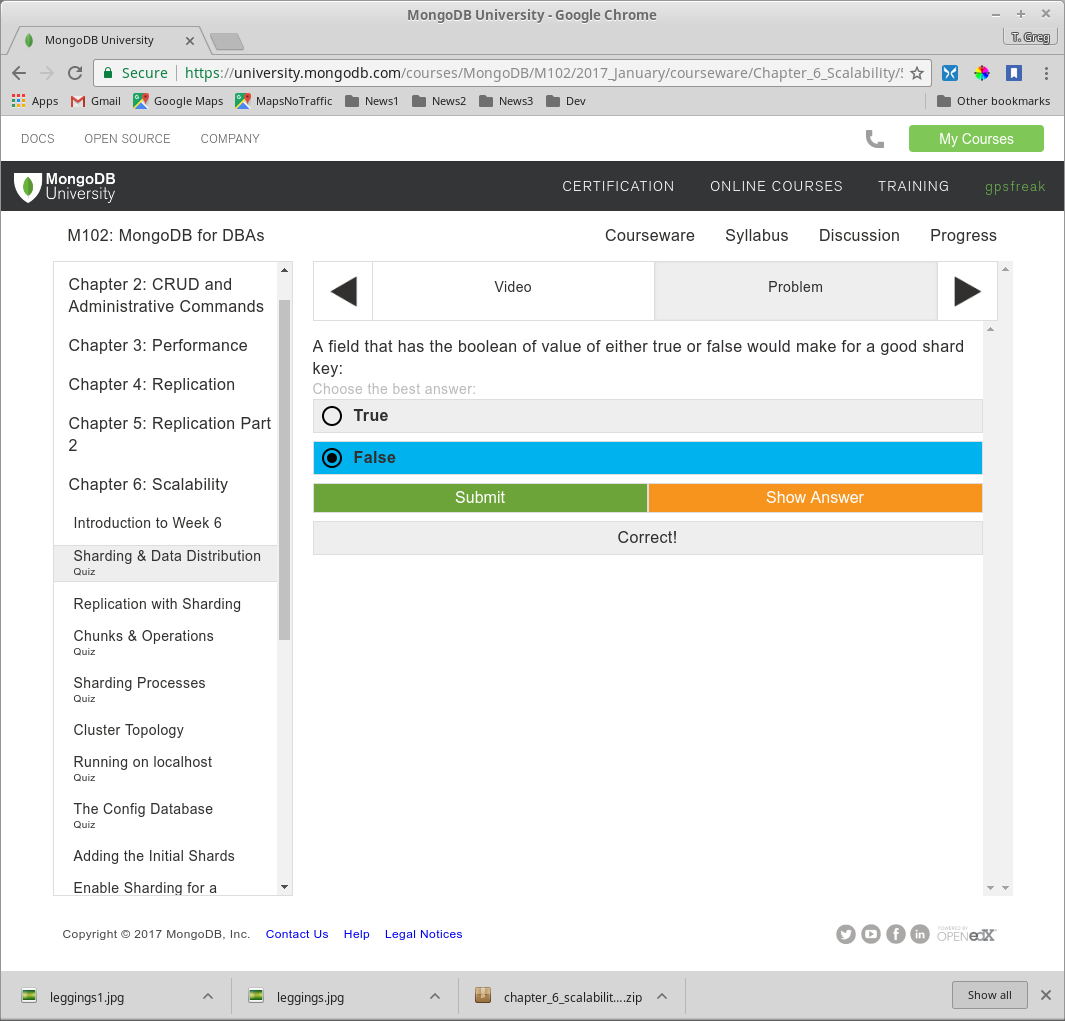 MongoDB University - Google Chrome
MongoDB University
T. Greg
Secure
https://university.mongodb.com/courses/MongoDB/M102/2017_January/courseware/Chapter_6_Scalability/
Apps
Gmail
Google Maps
MapsNoTraffic
News1
News2
News3
Dev
Other bookmarks
DOCS
OPEN SOURCE
COMPANY
My Courses
MongoDB
University
CERTIFICATION
ONLINE COURSES
TRAINING
gpsfreak
M102: MongoDB for DBAs
Courseware
Syllabus
Discussion
Progress
Chapter 2: CRUD and
Administrative Commands
Chapter 3: Performance
Chapter 4: Replication
Chapter 5: Replication Part
2
Chapter 6: Scalability
Introduction to Week 6
Sharding & Data Distribution
Quiz
Replication with Sharding
Chunks & Operations
Quiz
Sharding Processes
Quiz
Cluster Topology
Running on localhost
Quiz
The Config Database
Quiz
Adding the Initial Shards
Enable Sharding for a
Video
Problem
A field that has the boolean of value of either true or false would make for a good shard
key:
Choose the best answer:
True
False
Submit
Show Answer
Correct!
Copyright © 2017 MongoDB, Inc.
Contact Us
Help
Legal Notices
POWERED BY
OPEN edX
leggings1.jpg
leggings.jpg
chapter_6_scalabilit....zip
Show all